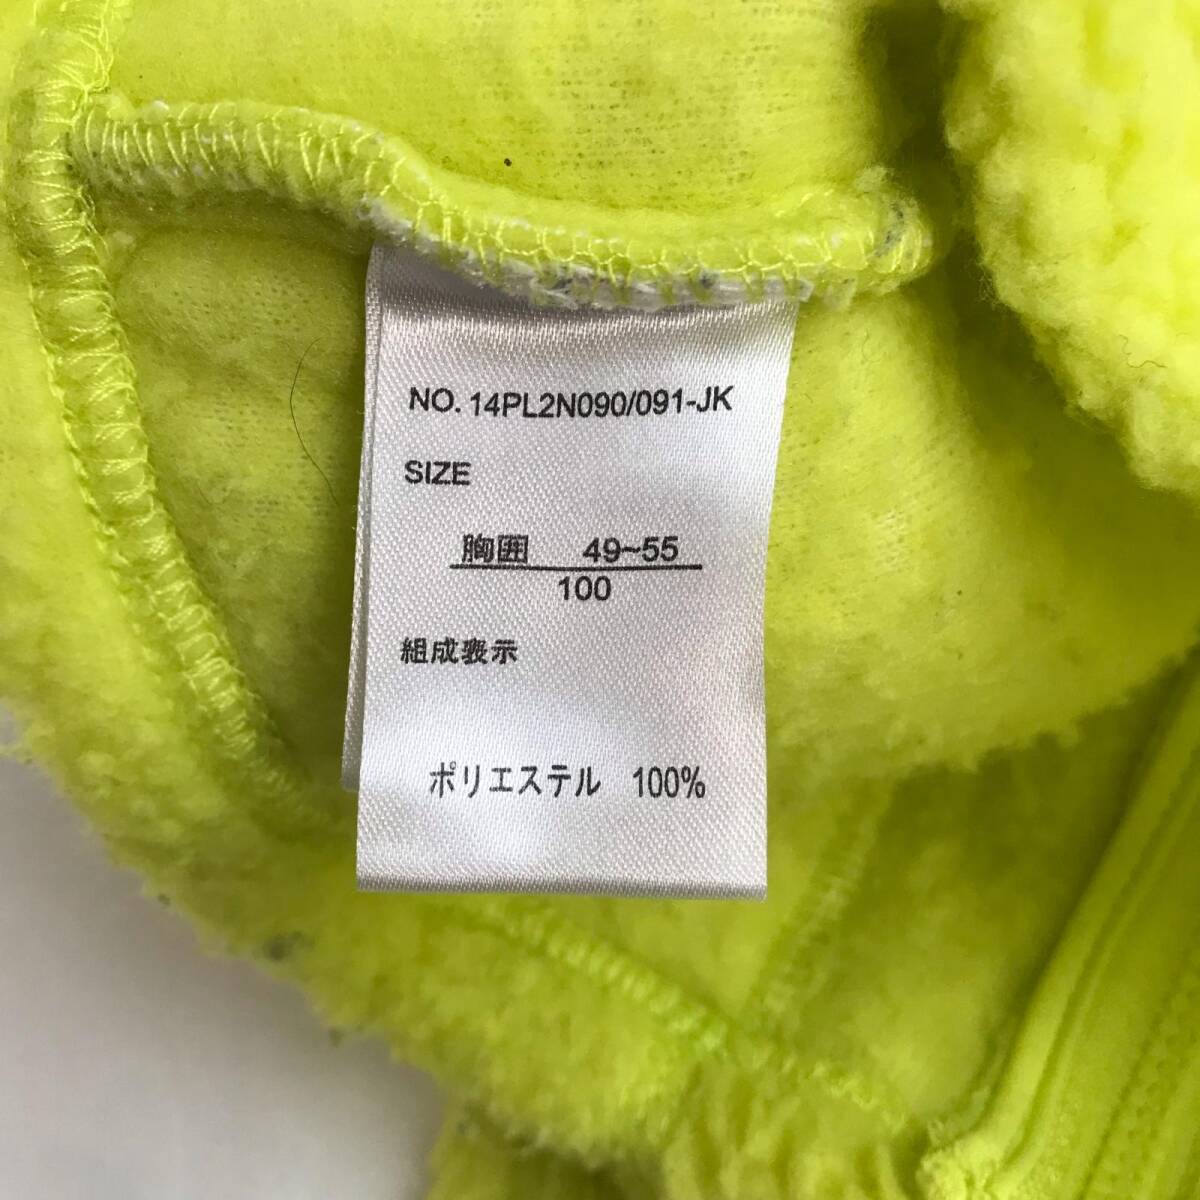 NO. 14PL2N090/091-JK
SIZE
胸囲 49~55
100
組成表示
ポリエステル 100%